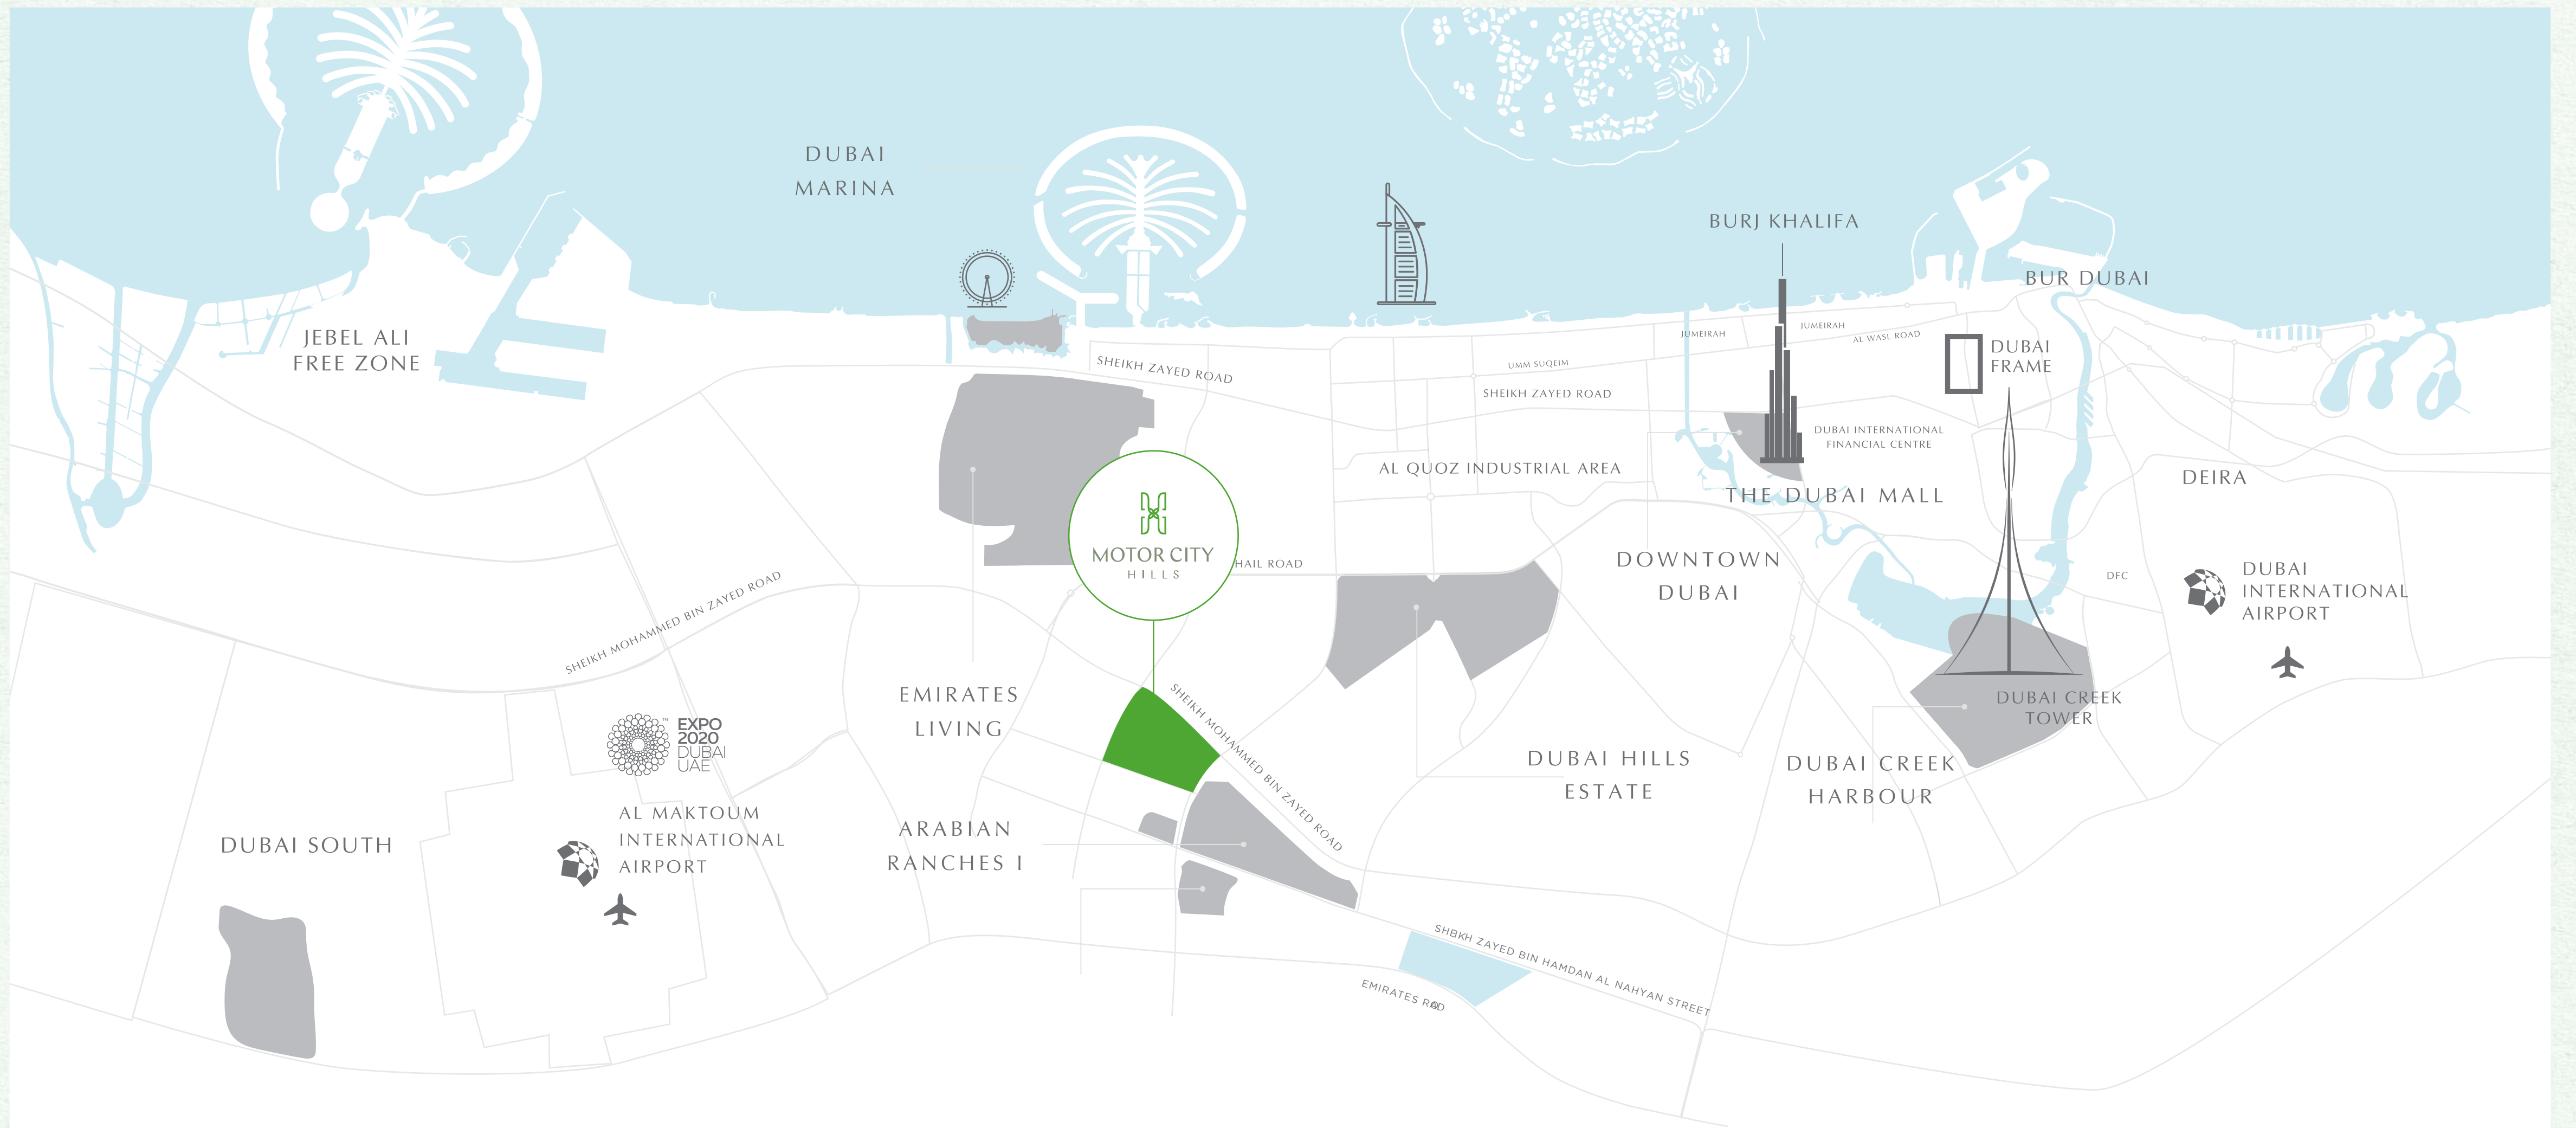 DUBAI
MARINA
BURJ KHALIFA
BUR DUBAI
JEBEL ALI
FREE ZONE
SHEIKH ZAYED ROAD
UMM SUQEIM
SHEIKH ZAYED ROAD
JUMEIRAH
JUMEIRAH
AL WASL ROAD
DUBAI
FRAME
DUBAI INTERNATIONAL
FINANCIAL CENTRE
AL QUOZ INDUSTRIAL AREA
THE DUBAI MALL
DEIRA
MOTOR CITY
HILLS
HAIL ROAD
DOWNTOWN
DUBAI
DFC
DUBAI
INTERNATIONAL
AIRPORT
SHEIKH MOHAMMED BIN ZAYED ROAD
EMIRATES
LIVING
SHEIKH MOHAMMED BIN ZAYED ROAD
DUBAI CREEK
TOWER
EXPO
2020
DUBAI
UAE
TM
DUBAI HILLS
ESTATE
DUBAI CREEK
HARBOUR
AL MAKTOUM
INTERNATIONAL
AIRPORT
DUBAI SOUTH
ARABIAN
RANCHES I
SHBKH ZAYED BIN HAMDAN AL NAHYAN STREET
EMIRATES